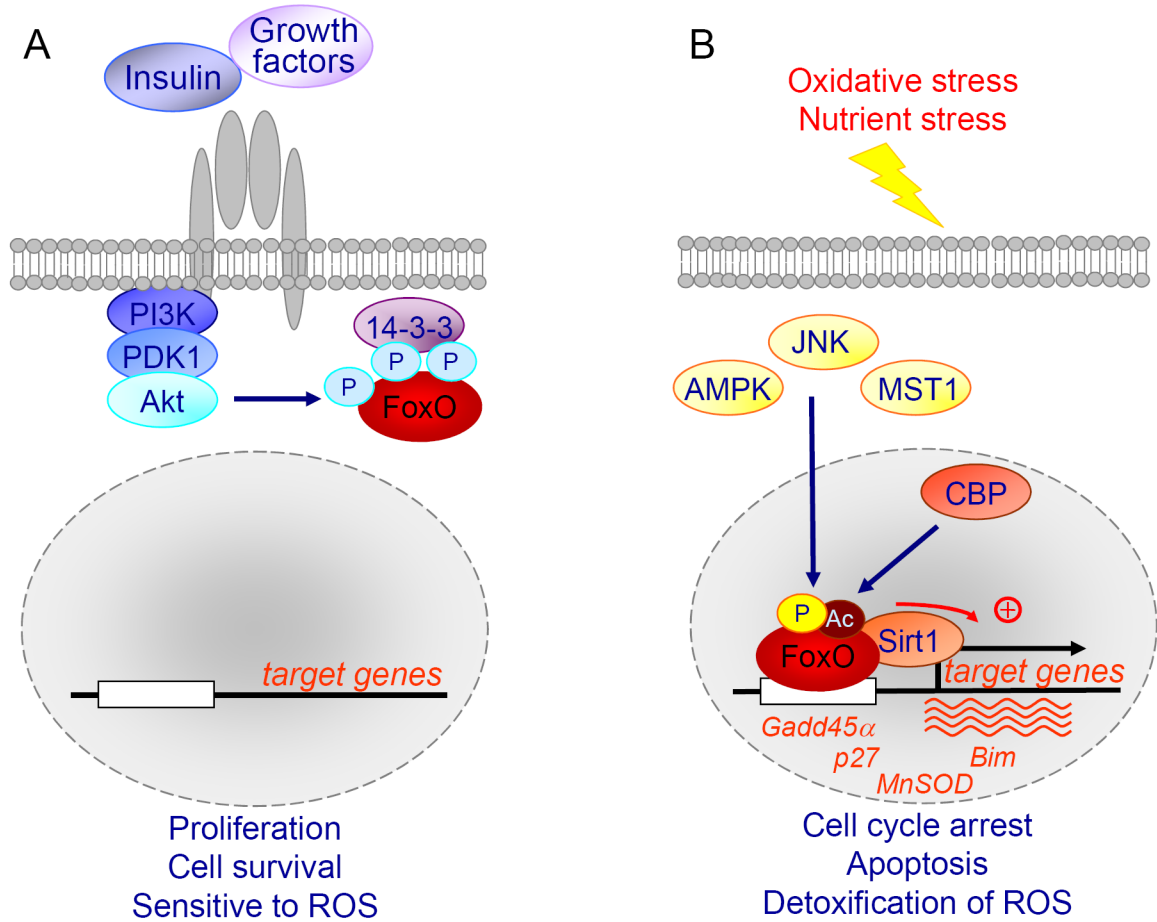 A
Insulin
Growth
factors
PI3K
PDK1
Akt
14-3-3
P
P
P
FoxO
target genes
Proliferation
Cell survival
Sensitive to ROS
B
Oxidative stress
Nutrient stress
JNK
AMPK
MST1
CBP
P
Ac
FoxO
Sirt1
+
target genes
Gadd45α
p27
Bim
MnSOD
Cell cycle arrest
Apoptosis
Detoxification of ROS